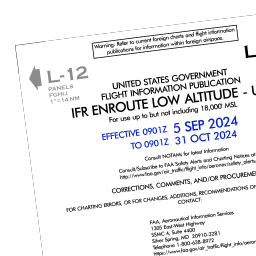 Warning: Refer to current foreign charts and flight information
publications for information within foreign airspace.
L-12
PANELS
FGHIJ
1"=14 NM
UNITED STATES GOVERNMENT
FLIGHT INFORMATION PUBLICATION
IFR ENROUTE LOW ALTITUDE - U
For use up to but not including 18,000' MSL
EFFECTIVE 0901Z 5 SEP 2024
TO 0901Z 31 OCT 2024
Consult NOTAMs for latest information
Consult/Subscribe to FAA Safety Alerts and Charting Notices at
http://www.faa.gov/air_traffic/flight_info/aeronav/safety_alerts
CORRECTIONS, COMMENTS, AND/OR PROCUREMENT
FOR CHARTING ERRORS, OR FOR CHANGES, ADDITIONS, RECOMMENDATIONS ON
CONTACT:
FAA, Aeronautical Information Services
1305 East-West Highway
SSMC 4, Suite 4400
Silver Spring, MD 20910-3281
Telephone 1-800-638-8972
https://www.faa.gov/air_traffic/flight_info/aero